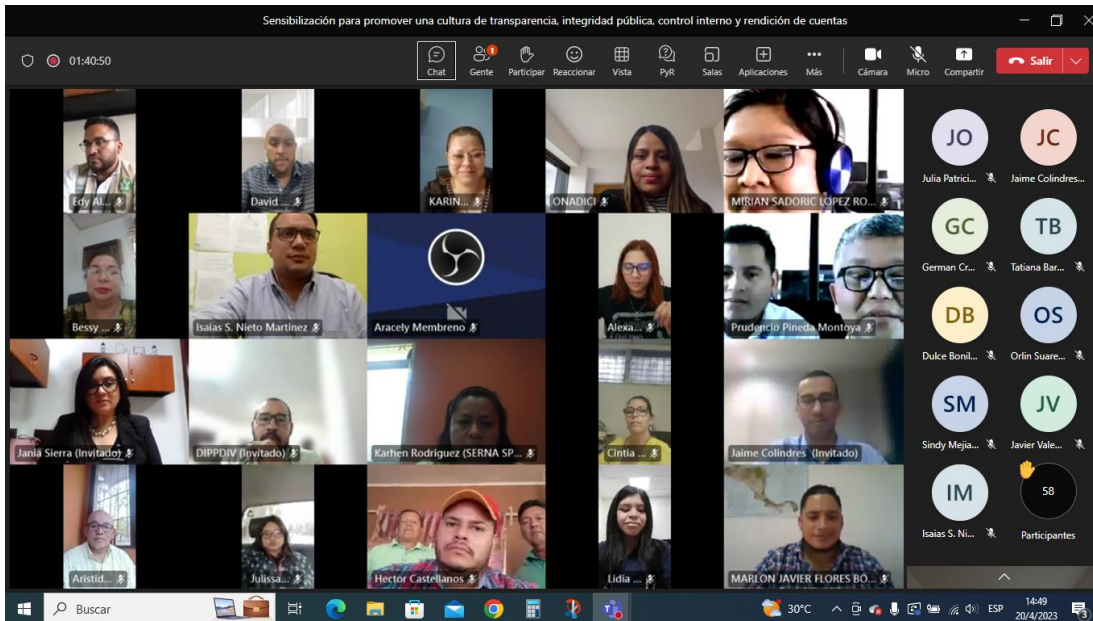 Sensibilización para promover una cultura de transparencia, integridad pública, control interno y rendición de cuentas
01:40:50
Chat
Gente
1
Participar
Reaccionar
Vista
PyR
Salas
Aplicaciones
Más
Cámara
Micro
Compartir
Salir
Edy Al...
David ...
KARIN...
ONADICI
MIRIAN SADORIC LOPEZ RO...
Bessy ...
Isaias S. Nieto Martinez
Aracely Membreno
Alexa...
Prudencio Pineda Montoya
Jania Sierra (Invitado)
DIPPDIV (Invitado)
Karhen Rodriguez (SERNA SP...
Cintia ...
Jaime Colindres (Invitado)
Aristid...
Julissa...
Hector Castellanos
Lidia ...
MARLON JAVIER FLORES BO...
JO
Julia Patrici...
JC
Jaime Colindres...
GC
German Cr...
TB
Tatiana Bar...
DB
Dulce Bonil...
OS
Orlin Suare...
SM
Sindy Mejia...
JV
Javier Vale...
IM
Isaias S. Ni...
58
Participantes
Buscar
30°C
ESP
14:49
20/4/2023
3